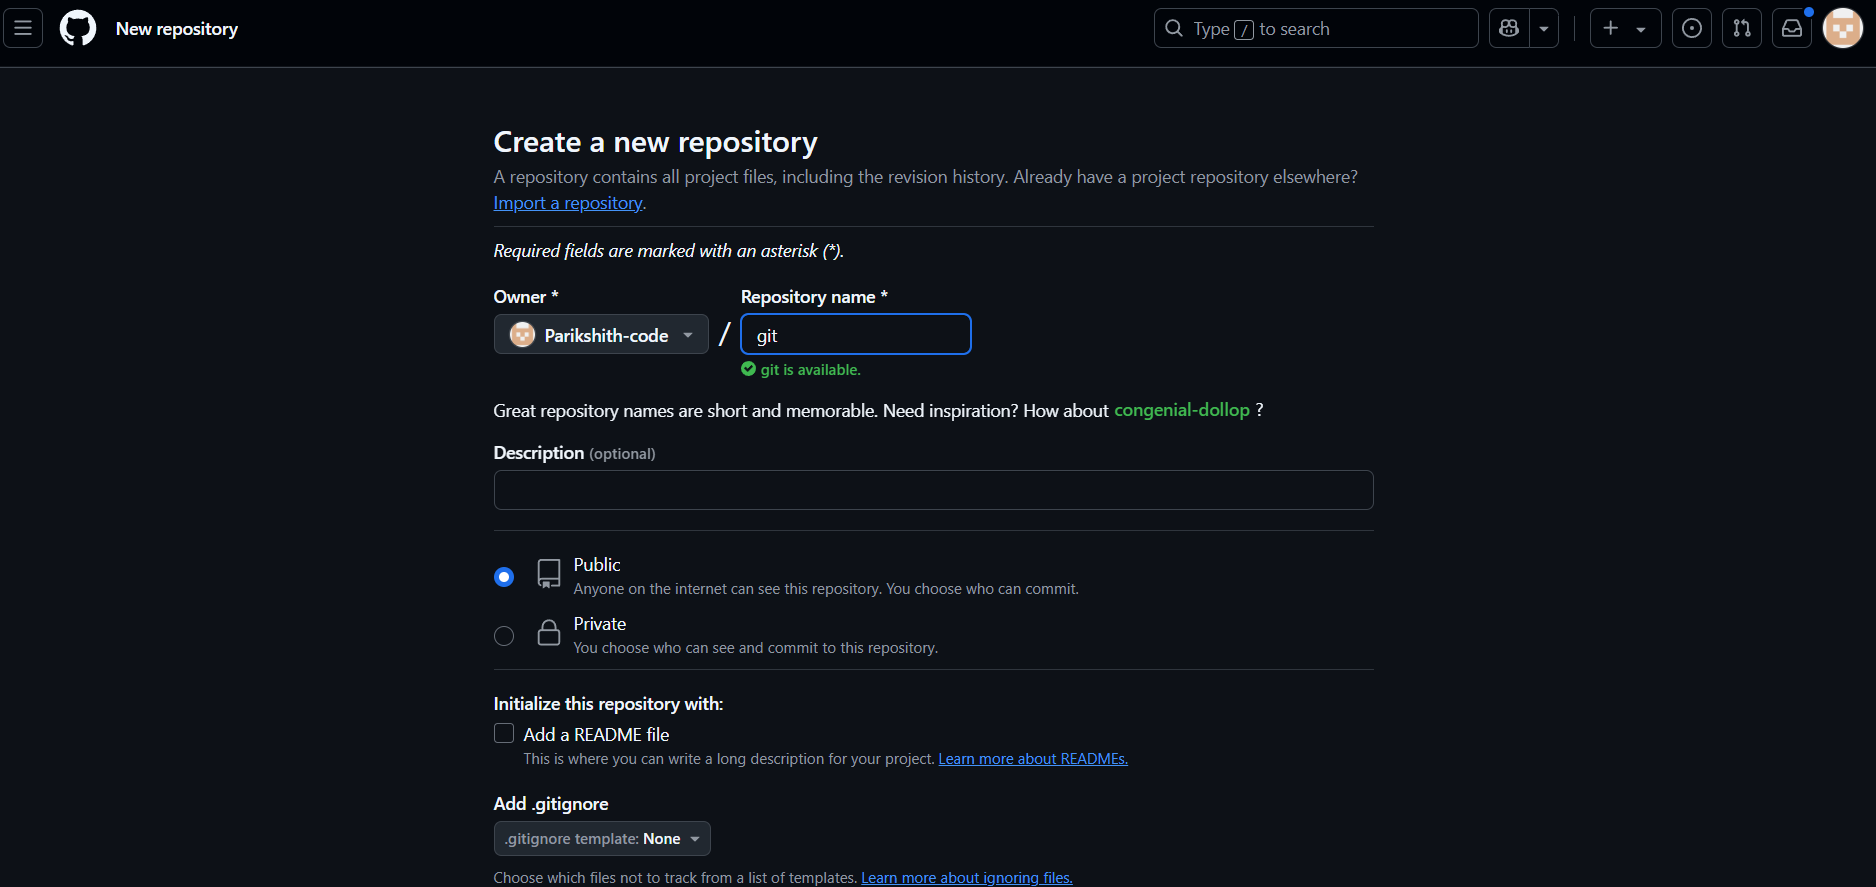 New repository
Type / to search
Create a new repository
A repository contains all project files, including the revision history. Already have a project repository elsewhere?
Import a repository.
Required fields are marked with an asterisk (*).
Owner * Repository name *
Parikshith-code / git
git is available.
Great repository names are short and memorable. Need inspiration? How about congenial-dollop ?
Description (optional)
Public
Anyone on the internet can see this repository. You choose who can commit.
Private
You choose who can see and commit to this repository.
Initialize this repository with:
Add a README file
This is where you can write a long description for your project. Learn more about READMEs.
Add .gitignore
.gitignore template: None
Choose which files not to track from a list of templates. Learn more about ignoring files.